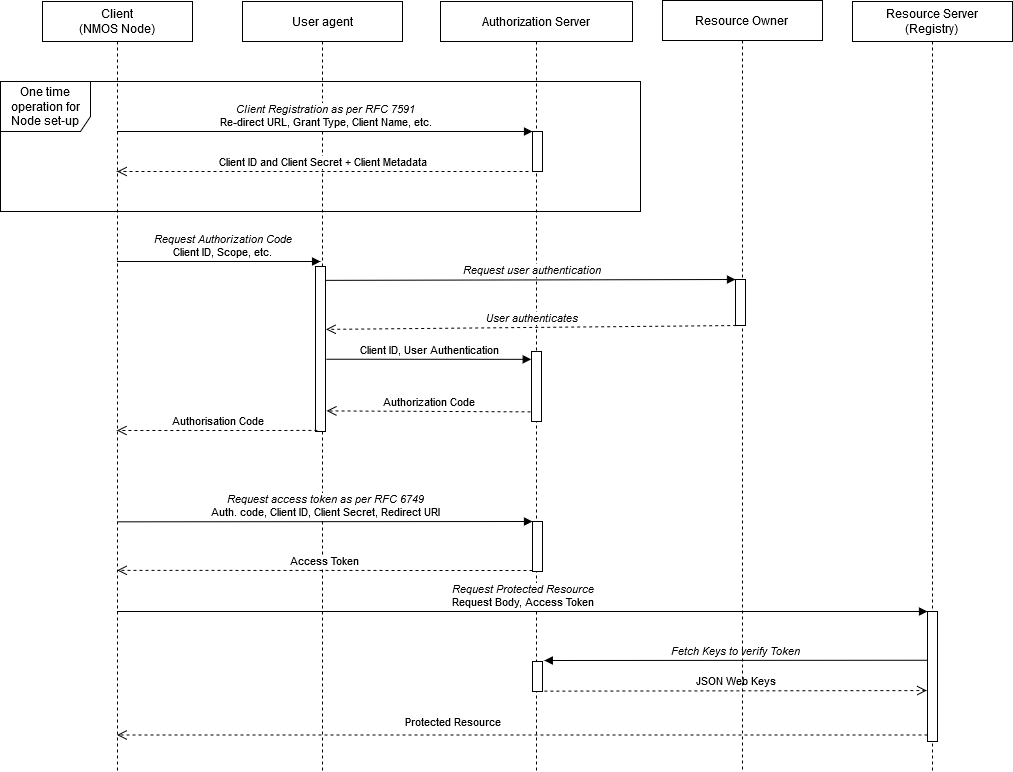 Client
(NMOS Node)
User agent
Authorization Server
Resource Owner
Resource Server
(Registry)
One time
operation for
Node set-up
Client Registration as per RFC 7591
Re-direct URL, Grant Type, Client Name, etc.
Client ID and Client Secret + Client Metadata
Request Authorization Code
Client ID, Scope, etc.
Request user authentication
User authenticates
Client ID, User Authentication
Authorization Code
Authorisation Code
Request access token as per RFC 6749
Auth. code, Client ID, Client Secret, Redirect URI
Access Token
Request Protected Resource
Request Body, Access Token
Fetch Keys to verify Token
JSON Web Keys
Protected Resource